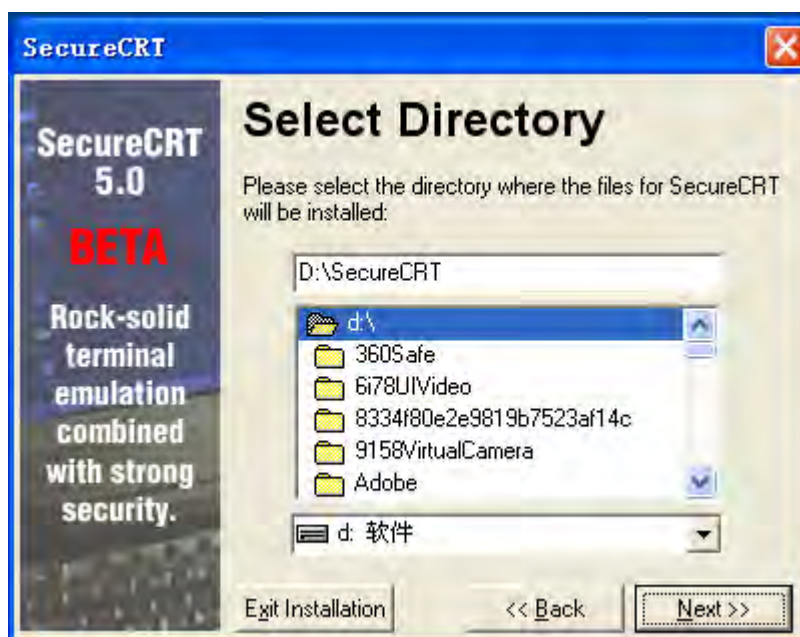 SecureCRT
SecureCRT
5.0
BETA
Rock-solid
terminal
emulation
combined
with strong
security.
Select Directory
Please select the directory where the files for SecureCRT
will be installed:
D:\SecureCRT
d:\
360Safe
6i78UIVideo
8334f80e2e9819b7523af14c
9158VirtualCamera
Adobe
d: 软件
Exit Installation
<< Back
Next >>